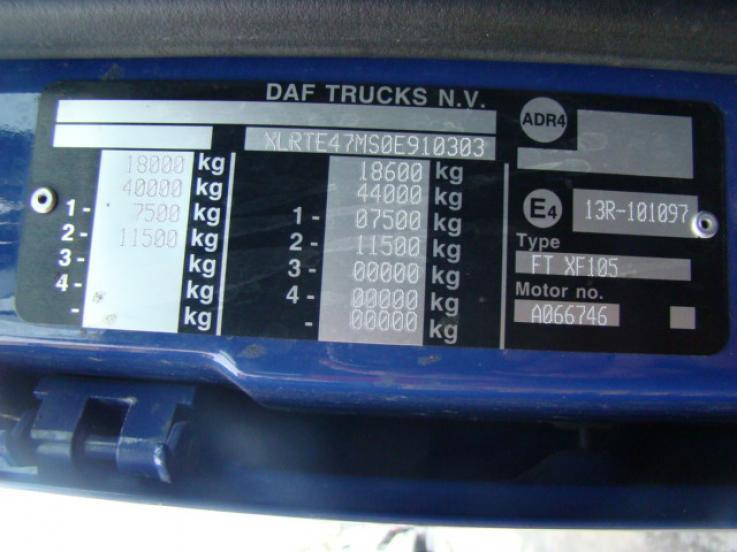 DAF TRUCKS N.V.
ADR4
XLRTE47MS0E910303
18000 kg 18600 kg
40000 kg 44000 kg
1- 7500 kg 1- 07500 kg
2- 11500 kg 2- 11500 kg
3- kg 3- 00000 kg
4- kg 4- 00000 kg
- kg - 00000 kg
E4 13R-101097
Type
FT XF105
Motor no.
A066746